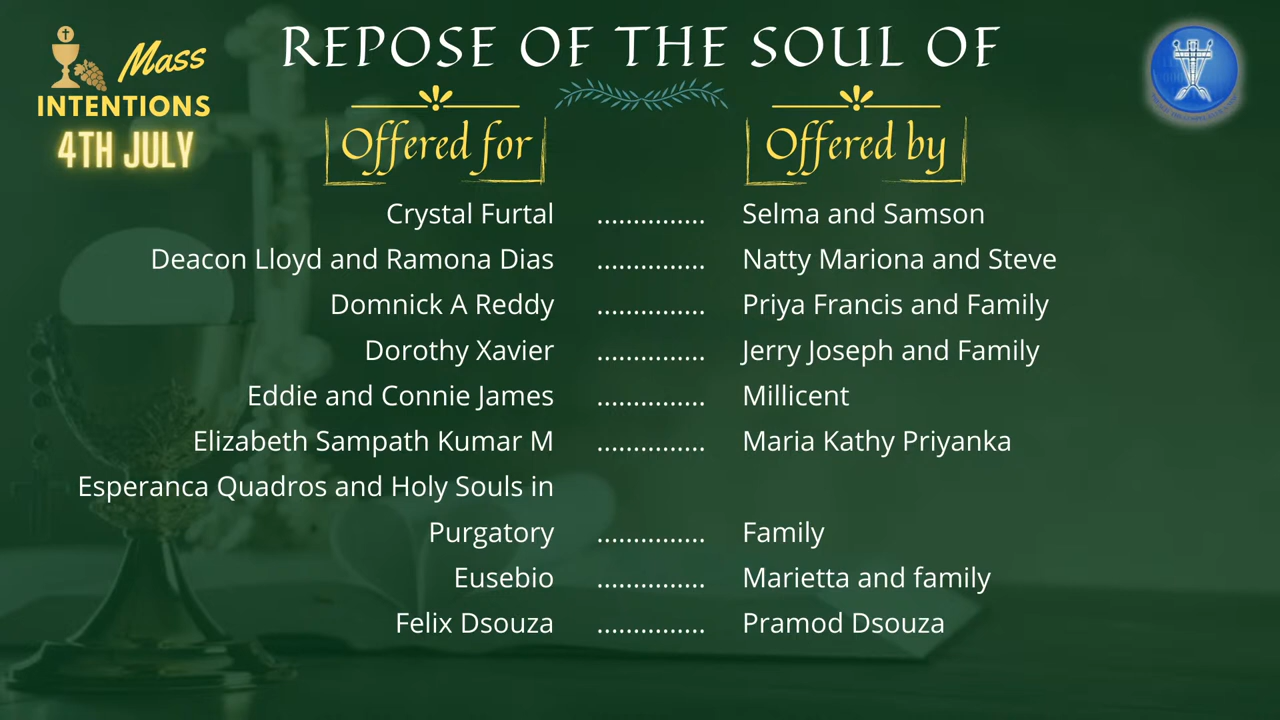 Mass
INTENTIONS
4TH JULY
REPOSE OF THE SOUL OF
Offered for Offered by
Crystal Furtal ............... Selma and Samson
Deacon Lloyd and Ramona Dias ............... Natty Mariona and Steve
Domnick A Reddy ............... Priya Francis and Family
Dorothy Xavier ............... Jerry Joseph and Family
Eddie and Connie James ............... Millicent
Elizabeth Sampath Kumar M ............... Maria Kathy Priyanka
Esperanca Quadros and Holy Souls in
Purgatory ............... Family
Eusebio ............... Marietta and family
Felix Dsouza ............... Pramod Dsouza